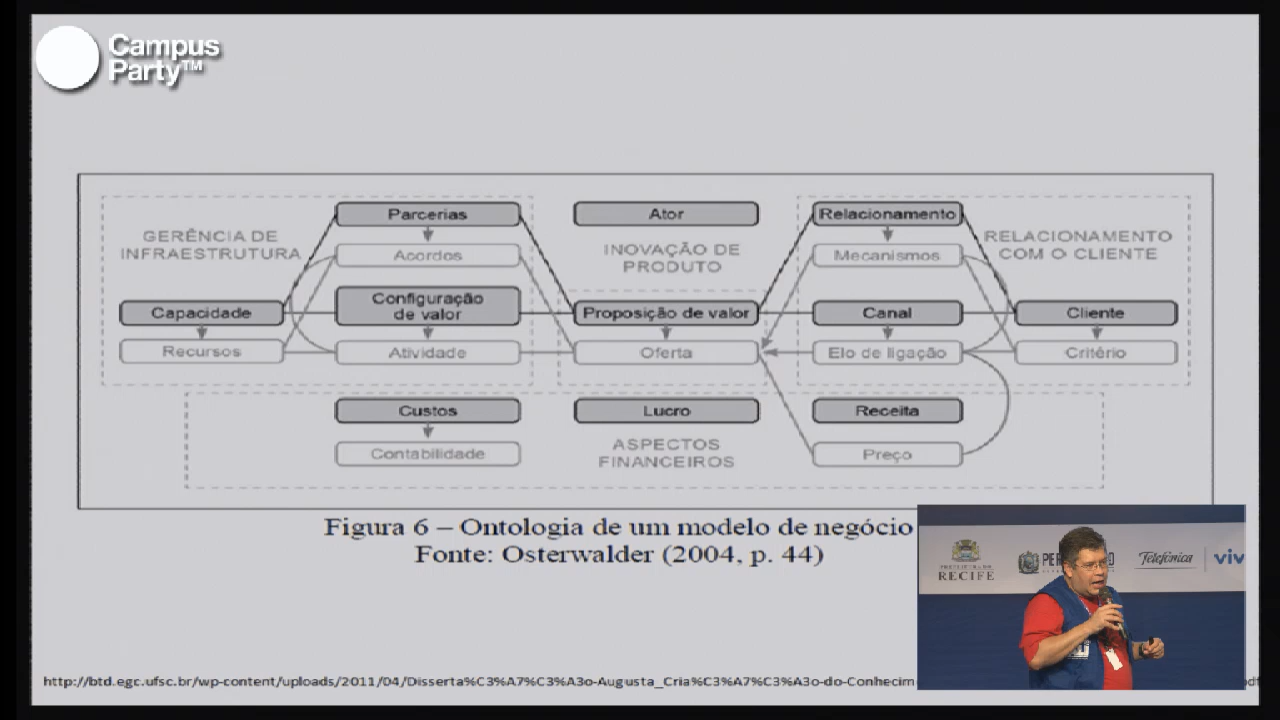 Campus
Party™
Parcerias
Ator
Relacionamento
GERÊNCIA DE
INFRAESTRUTURA
Acordos
INOVAÇÃO DE
PRODUTO
Mecanismos
RELACIONAMENTO
COM O CLIENTE
Capacidade
Configuração
de valor
Proposição de valor
Canal
Cliente
Recursos
Atividade
Oferta
Elo de ligação
Critério
Custos
Lucro
Receita
Contabilidade
ASPECTOS
FINANCEIROS
Preço
Figura 6 – Ontologia de um modelo de negócio
Fonte: Osterwalder (2004, p. 44)
RECIFE
Telefónica
viv
http://btd.egc.ufsc.br/wp-content/uploads/2011/04/Disserta%C3%A7%C3%A3o-Augusta_Cria%C3%A7%C3%A3o-do-Conhecim